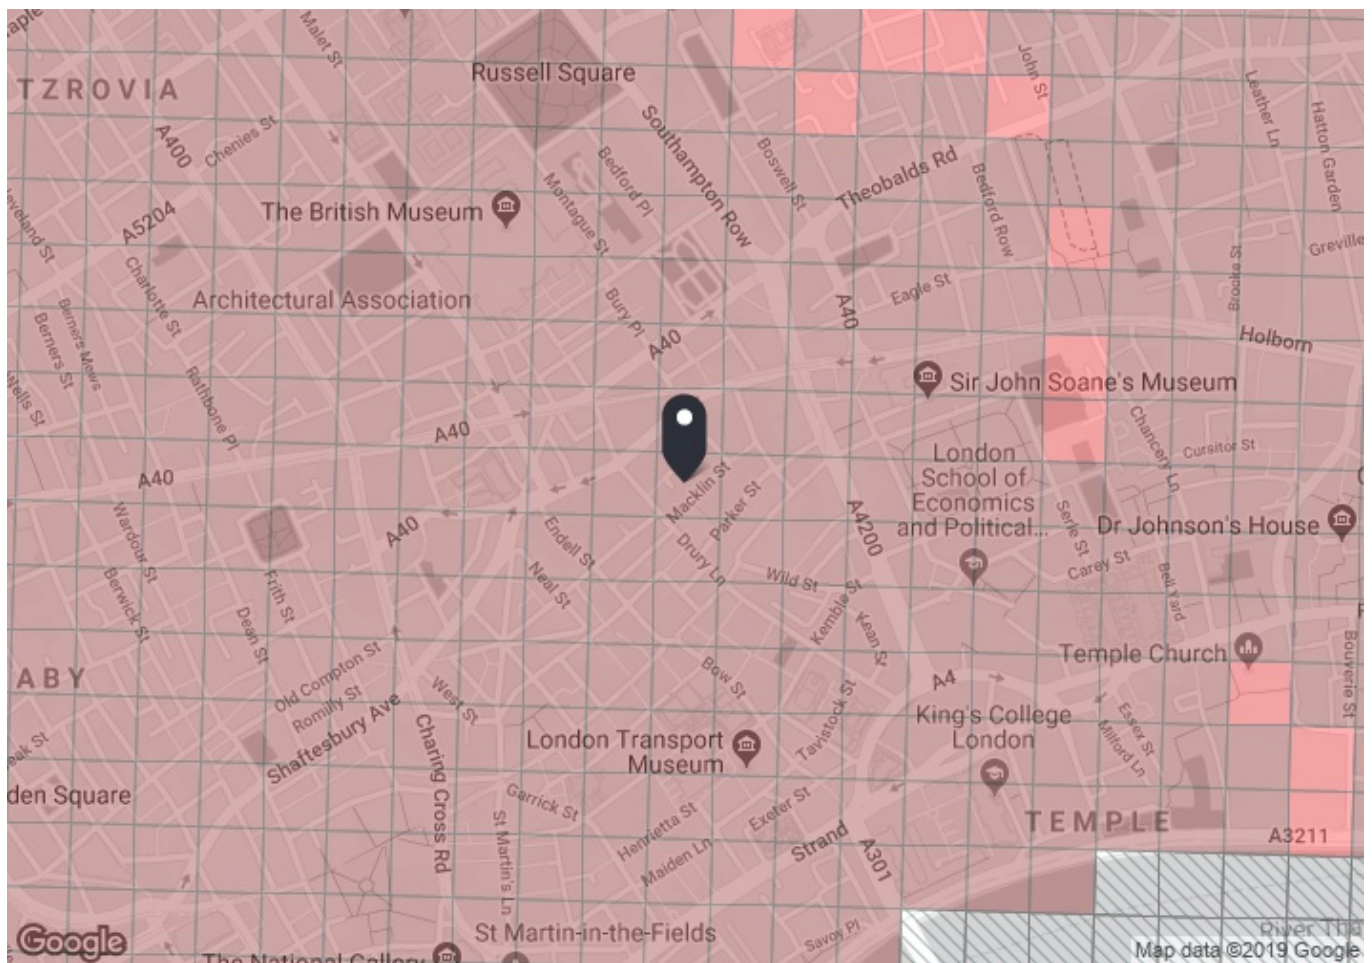 Malet St
TZROVIA
Russell Square
John St
Leather Ln
Hatton Garden
A400
Chenies St
Southampton Row
Boswell St
Theobalds Rd
Bedford Pl
Montague St
Bedford Row
The British Museum
A5204
Charlotte St
Greville
Brooke St
Eagle St
Architectural Association
Bury Pl
A40
A40
Berners Mews
Berners St
Holborn
Wells St
Rathbone Pl
Sir John Soane's Museum
A40
Chancery Ln
Cursitor St
London
School of
Economics
and Political...
A40
Macklin St
Parker St
A4200
Serle St
Dr Johnson's House
Wardour St
A40
Endell St
Drury Ln
Carey St
Bell Yard
Berwick St
Frith St
Neal St
Wild St
Kemble St
Kean St
Dean St
Temple Church
Bouverie St
ABY
Old Compton St
Romilly St
West St
Bow St
A4
Shaftesbury Ave
Charing Cross Rd
Tavistock St
King's College
London
Essex St
Milford Ln
London Transport
Museum
den Square
Garrick St
St Martin's Ln
Henrietta St
Maiden Ln
Exeter St
Strand
A301
TEMPLE
A3211
Savoy Pl
St Martin-in-the-Fields
River Tha
Google
The National Gallery
Map data ©2019 Google